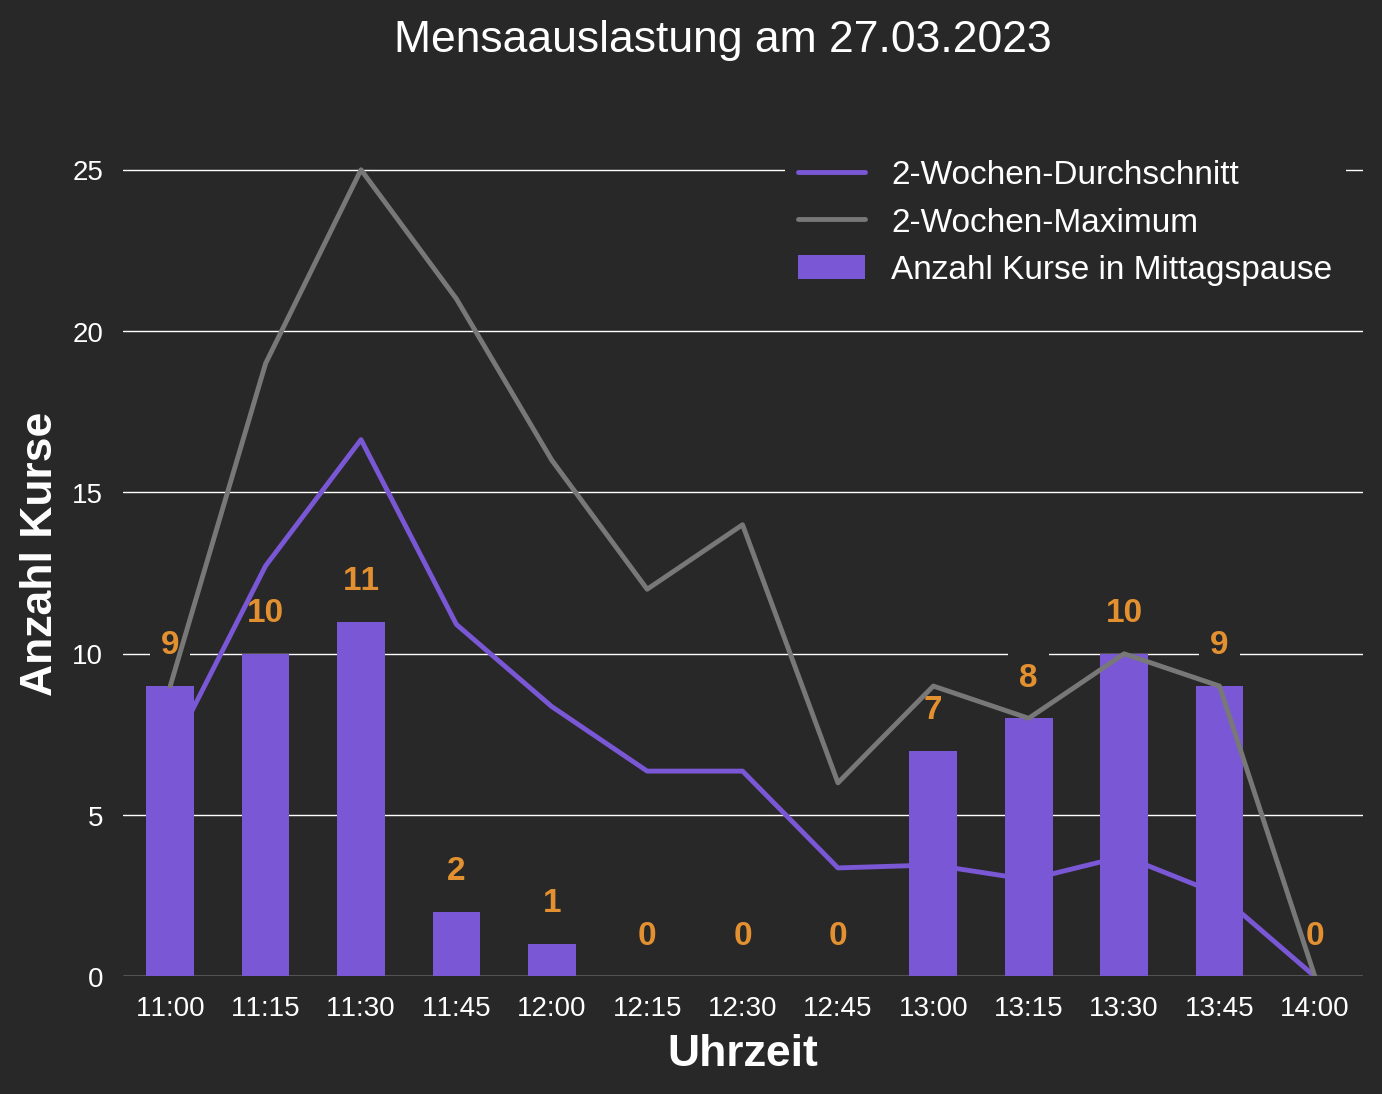 Mensaauslastung am 27.03.2023
2-Wochen-Durchschnitt
2-Wochen-Maximum
Anzahl Kurse in Mittagspause
Anzahl Kurse
25
20
15
10
5
0
9
10
11
2
1
0
0
0
7
8
10
9
0
11:00 11:15 11:30 11:45 12:00 12:15 12:30 12:45 13:00 13:15 13:30 13:45 14:00
Uhrzeit